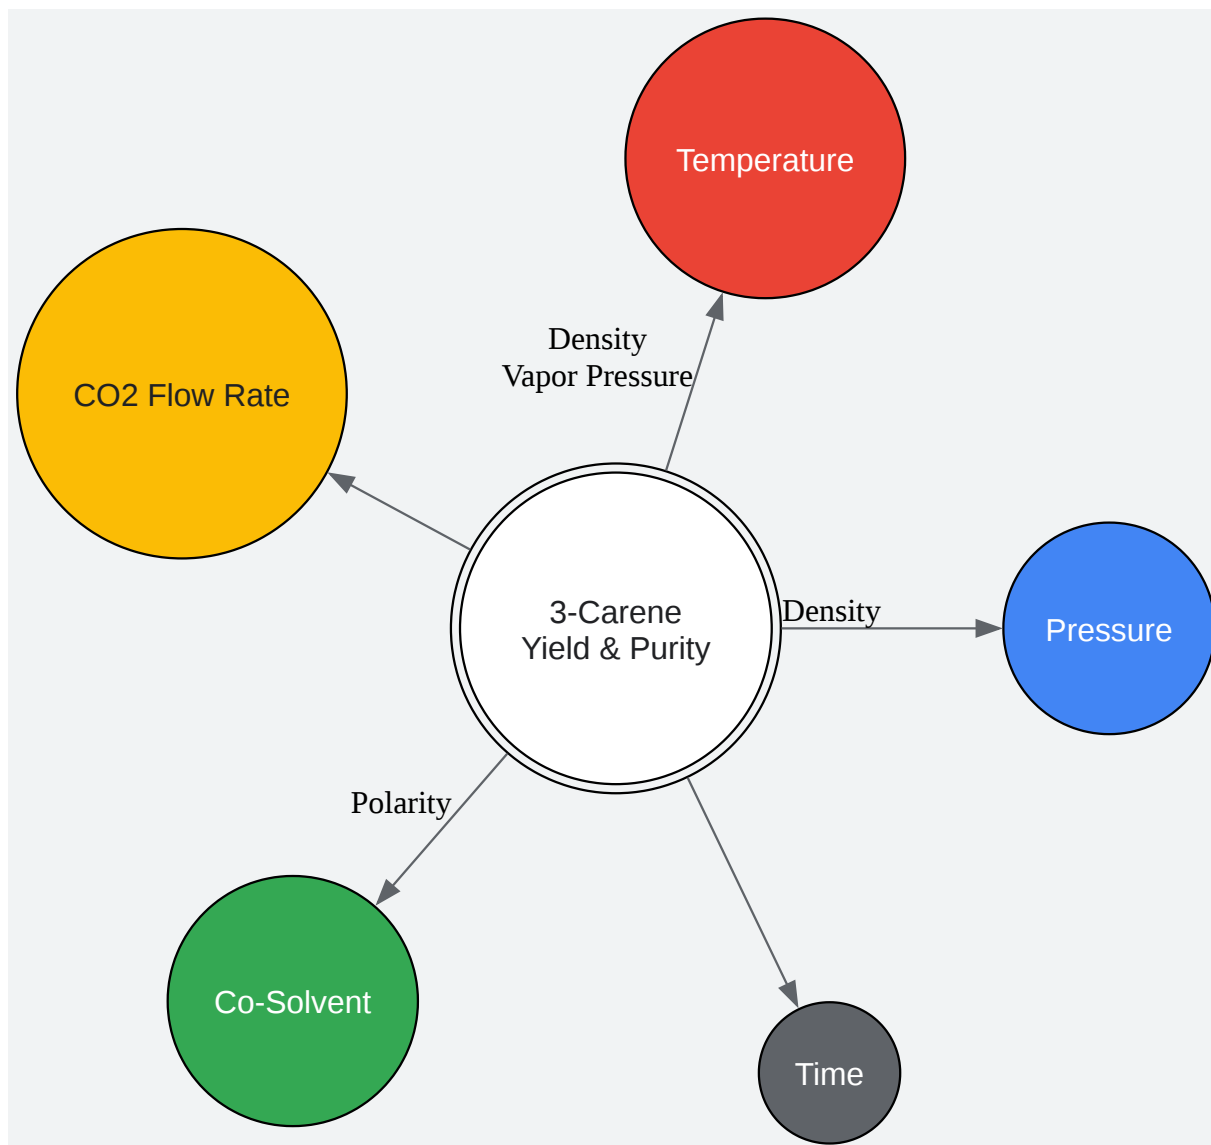 Temperature
Density
Vapor Pressure
CO2 Flow Rate
3-Carene
Yield & Purity
Density
Pressure
Polarity
Co-Solvent
Time